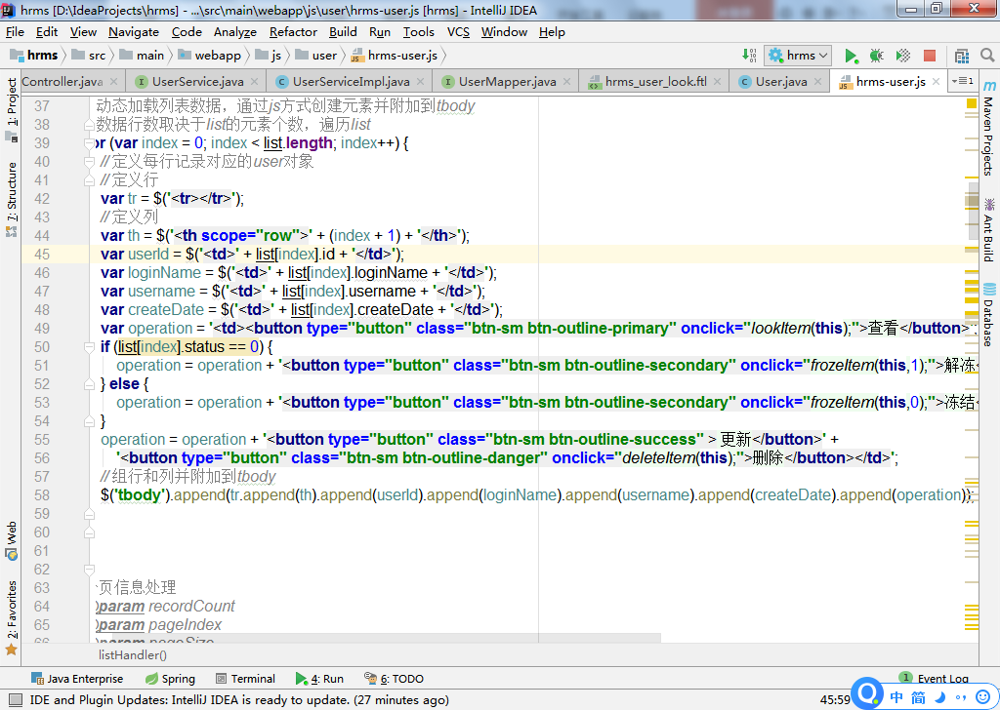 hrms [D:\IdeaProjects\hrms] - ...\src\main\webapp\js\user\hrms-user.js [hrms] - IntelliJ IDEA
File Edit View Navigate Code Analyze Refactor Build Run Tools VCS Window Help
hrms src main webapp js user hrms-user.js hrms
Controller.java UserService.java UserServiceImpl.java UserMapper.java hrms_user_look.ftl User.java hrms-user.js 1
1: Project
7: Structure
Web
2: Favorites
37 动态加载列表数据，通过js方式创建元素并附加到tbody
38 数据行数取决于list的元素个数，遍历list
39 or (var index = 0; index < list.length; index++) {
40 //定义每行记录对应的user对象
41 //定义行
42 var tr = $('<tr></tr>');
43 //定义列
44 var th = $('<th scope="row">' + (index + 1) + '</th>');
45 var userId = $('<td>' + list[index].id + '</td>');
46 var loginName = $('<td>' + list[index].loginName + '</td>');
47 var username = $('<td>' + list[index].username + '</td>');
48 var createDate = $('<td>' + list[index].createDate + '</td>');
49 var operation = '<td><button type="button" class="btn-sm btn-outline-primary" onclick="lookItem(this);">查看</button>';
50 if (list[index].status == 0) {
51 operation = operation + '<button type="button" class="btn-sm btn-outline-secondary" onclick="frozeItem(this,1);">解冻<
52 } else {
53 operation = operation + '<button type="button" class="btn-sm btn-outline-secondary" onclick="frozeItem(this,0);">冻结<
54 }
55 operation = operation + '<button type="button" class="btn-sm btn-outline-success" > 更新</button>' +
56 '<button type="button" class="btn-sm btn-outline-danger" onclick="deleteItem(this);">删除</button></td>';
57 //组行和列并附加到tbody
58 $('tbody').append(tr.append(th).append(userId).append(loginName).append(username).append(createDate).append(operation));
59
60
61
62
63 页信息处理
64 param recordCount
65 param pageIndex
66 param pageSize
listHandler()
Maven Projects
Ant Build
Database
Java Enterprise Spring Terminal 4: Run 6: TODO 1 Event Log
IDE and Plugin Updates: IntelliJ IDEA is ready to update. (27 minutes ago) 45:59 中 简